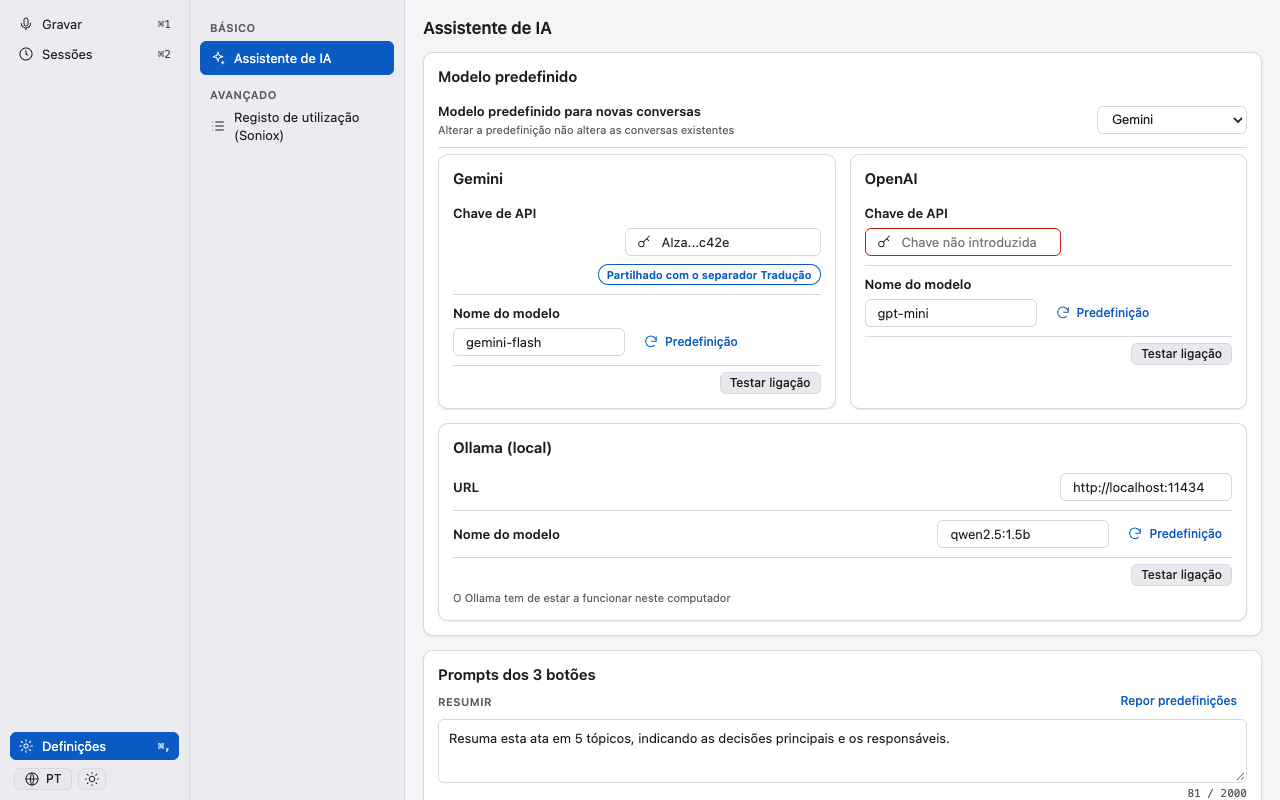 Gravar ⌘1
Sessões ⌘2
Definições ⌘,
PT
BÁSICO
Assistente de IA
AVANÇADO
Registo de utilização
(Soniox)
Assistente de IA
Modelo predefinido
Modelo predefinido para novas conversas
Alterar a predefinição não altera as conversas existentes
Gemini
Gemini
Chave de API
AIza...c42e
Partilhado com o separador Tradução
Nome do modelo
gemini-flash Predefinição
Testar ligação
OpenAI
Chave de API
Chave não introduzida
Nome do modelo
gpt-mini Predefinição
Testar ligação
Ollama (local)
URL http://localhost:11434
Nome do modelo qwen2.5:1.5b Predefinição
Testar ligação
O Ollama tem de estar a funcionar neste computador
Prompts dos 3 botões
RESUMIR Repor predefinições
Resuma esta ata em 5 tópicos, indicando as decisões principais e os responsáveis.
81 / 2000